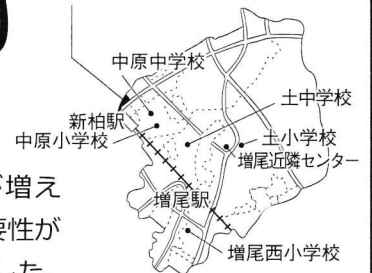 中原中学校
土中学校
新柏駅
中原小学校
土小学校
増尾近隣センター
増え
増尾駅
要性が
増尾西小学校
した